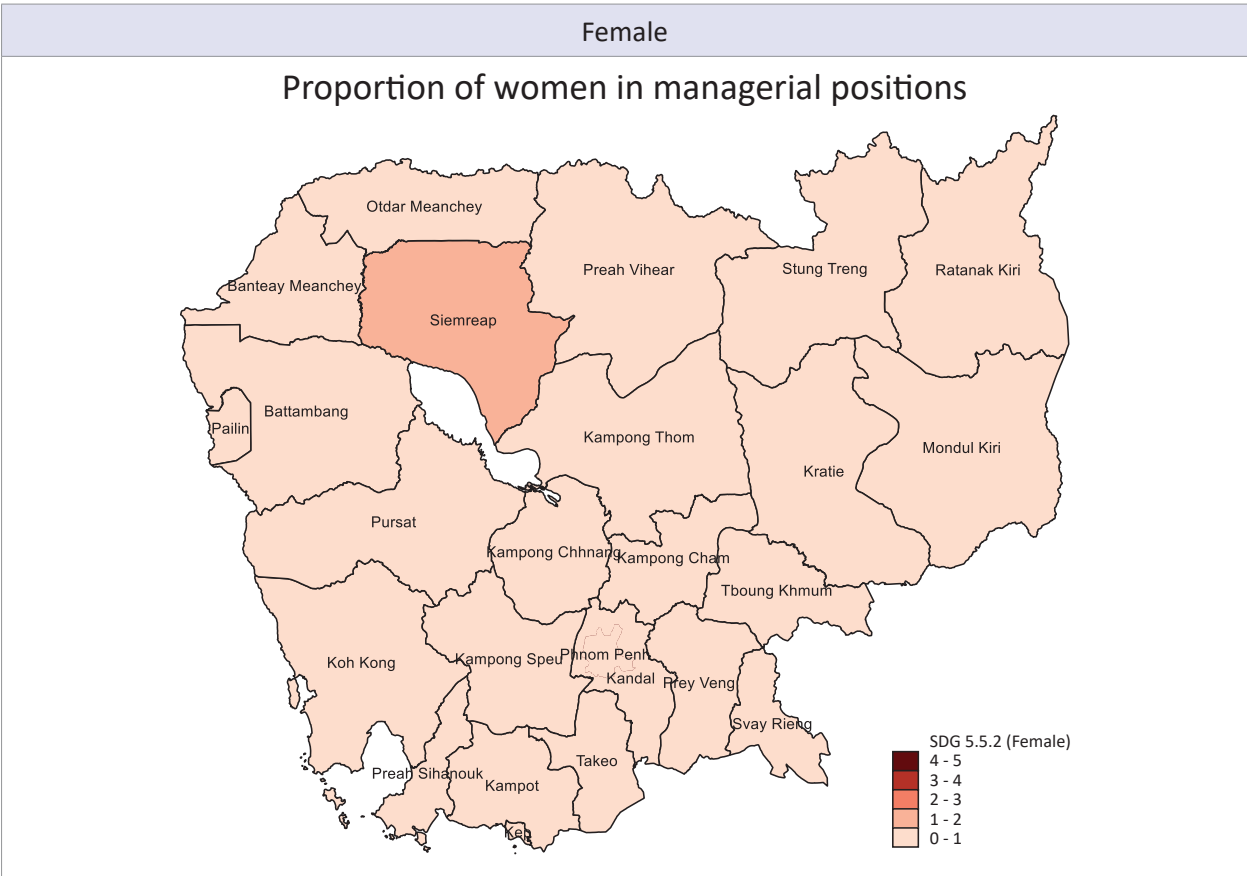 Female
Proportion of women in managerial positions
Otdar Meanchey
Preah Vihear
Stung Treng
Ratanak Kiri
Banteay Meanchey
Siemreap
Battambang
Pailin
Kampong Thom
Mondul Kiri
Kratie
Pursat
Kampong Chhnang
Kampong Cham
Tboung Khmum
Koh Kong
Kampong Speu
Phnom Penh
Kandal
Prey Veng
Svay Rieng
Takeo
Preah Sihanouk
Kampot
Kep
SDG 5.5.2 (Female)
4 - 5
3 - 4
2 - 3
1 - 2
0 - 1